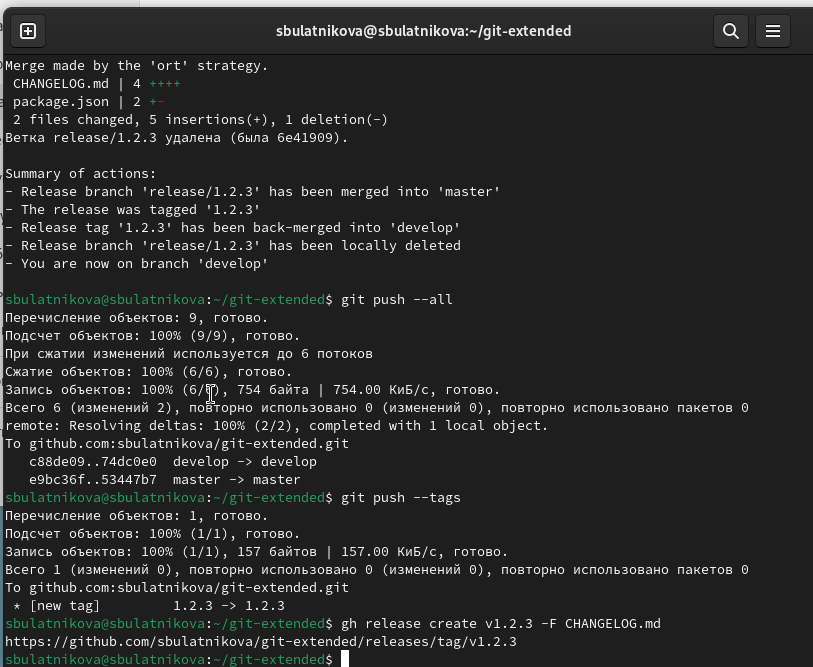 sbulatnikova@sbulatnikova:~/git-extended
Merge made by the 'ort' strategy.
 CHANGELOG.md | 4 ++++
 package.json | 2 +-
 2 files changed, 5 insertions(+), 1 deletion(-)
Ветка release/1.2.3 удалена (была 6e41909).
Summary of actions:
- Release branch 'release/1.2.3' has been merged into 'master'
- The release was tagged '1.2.3'
- Release tag '1.2.3' has been back-merged into 'develop'
- Release branch 'release/1.2.3' has been locally deleted
- You are now on branch 'develop'
sbulatnikova@sbulatnikova:~/git-extended$ git push --all
Перечисление объектов: 9, готово.
Подсчет объектов: 100% (9/9), готово.
При сжатии изменений используется до 6 потоков
Сжатие объектов: 100% (6/6), готово.
Запись объектов: 100% (6/6), 754 байта | 754.00 КиБ/с, готово.
Всего 6 (изменений 2), повторно использовано 0 (изменений 0), повторно использовано пакетов 0
remote: Resolving deltas: 100% (2/2), completed with 1 local object.
To github.com:sbulatnikova/git-extended.git
   c88de09..74dc0e0  develop -> develop
   e9bc36f..53447b7  master -> master
sbulatnikova@sbulatnikova:~/git-extended$ git push --tags
Перечисление объектов: 1, готово.
Подсчет объектов: 100% (1/1), готово.
Запись объектов: 100% (1/1), 157 байтов | 157.00 КиБ/с, готово.
Всего 1 (изменений 0), повторно использовано 0 (изменений 0), повторно использовано пакетов 0
To github.com:sbulatnikova/git-extended.git
 * [new tag]         1.2.3 -> 1.2.3
sbulatnikova@sbulatnikova:~/git-extended$ gh release create v1.2.3 -F CHANGELOG.md
https://github.com/sbulatnikova/git-extended/releases/tag/v1.2.3
sbulatnikova@sbulatnikova:~/git-extended$